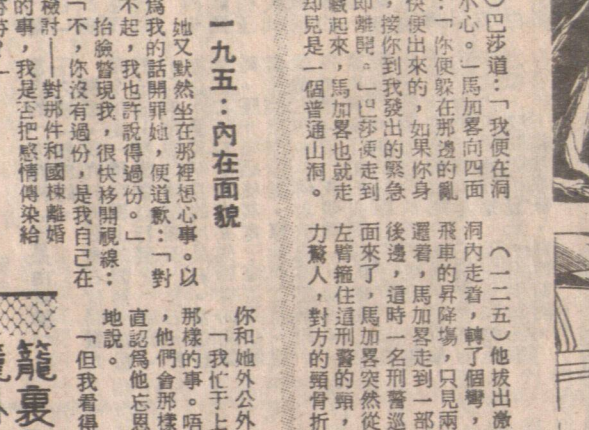 ）巴莎道：「我便在洞
小心。」馬加畧向四面
：「你便躲在那邊的亂
快便出來的，如果你身
，接你到我發出的緊急
即離開。」巴莎便走到
藏起來，馬加畧也就走
却見是一個普通山洞。
（一二五）他拔出激
洞內走着，轉了個彎，
飛車的昇降場，只見兩
還着，馬加畧走到一部
後邊，這時一名刑警巡
面來了，馬加畧突然從
左臂箍住這刑警的頸，
力驚人，對方的頸骨折
一九五：內在面貌
她又默然坐在那裡想心事。以
爲我的話開罪她，便道歉：「對
不起，我也許說得過份。」
抬臉瞥現我，很快移開視線：
「不，你沒有過份，是我自己在
檢討——對那件和國棟離婚
的事，我是否把感情傳染給
你和她外公外
「我忙于上
那樣的事。唔
，他們會那樣
直認爲他忘恩
地說。
「但我看得
籠裏